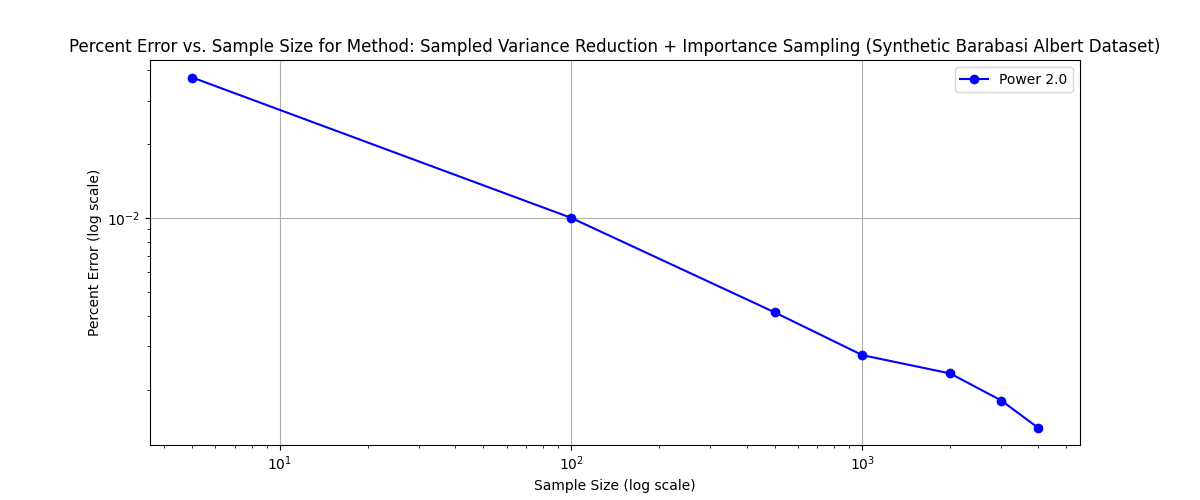 Percent Error vs. Sample Size for Method: Sampled Variance Reduction + Importance Sampling (Synthetic Barabasi Albert Dataset)
Power 2.0
Percent Error (log scale)
10⁻²
10¹ 10² 10³
Sample Size (log scale)